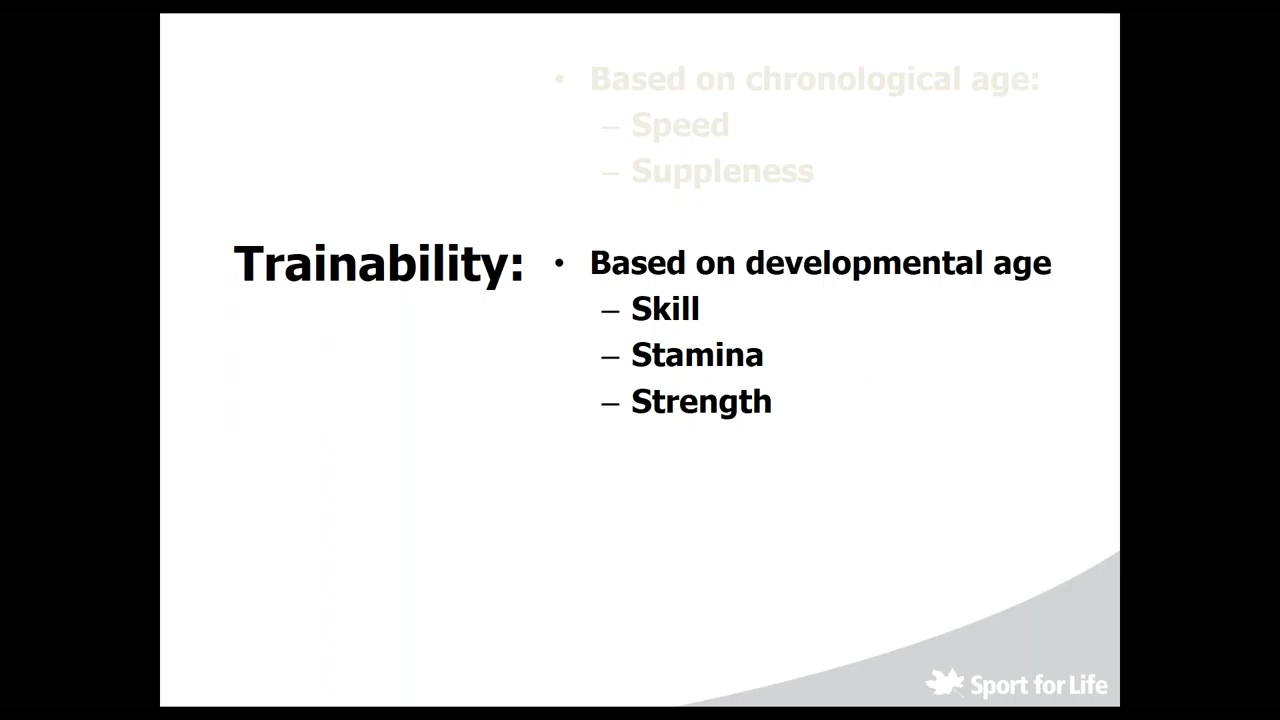 • Based on chronological age:
– Speed
– Suppleness
Trainability:
• Based on developmental age
– Skill
– Stamina
– Strength
Sport for Life